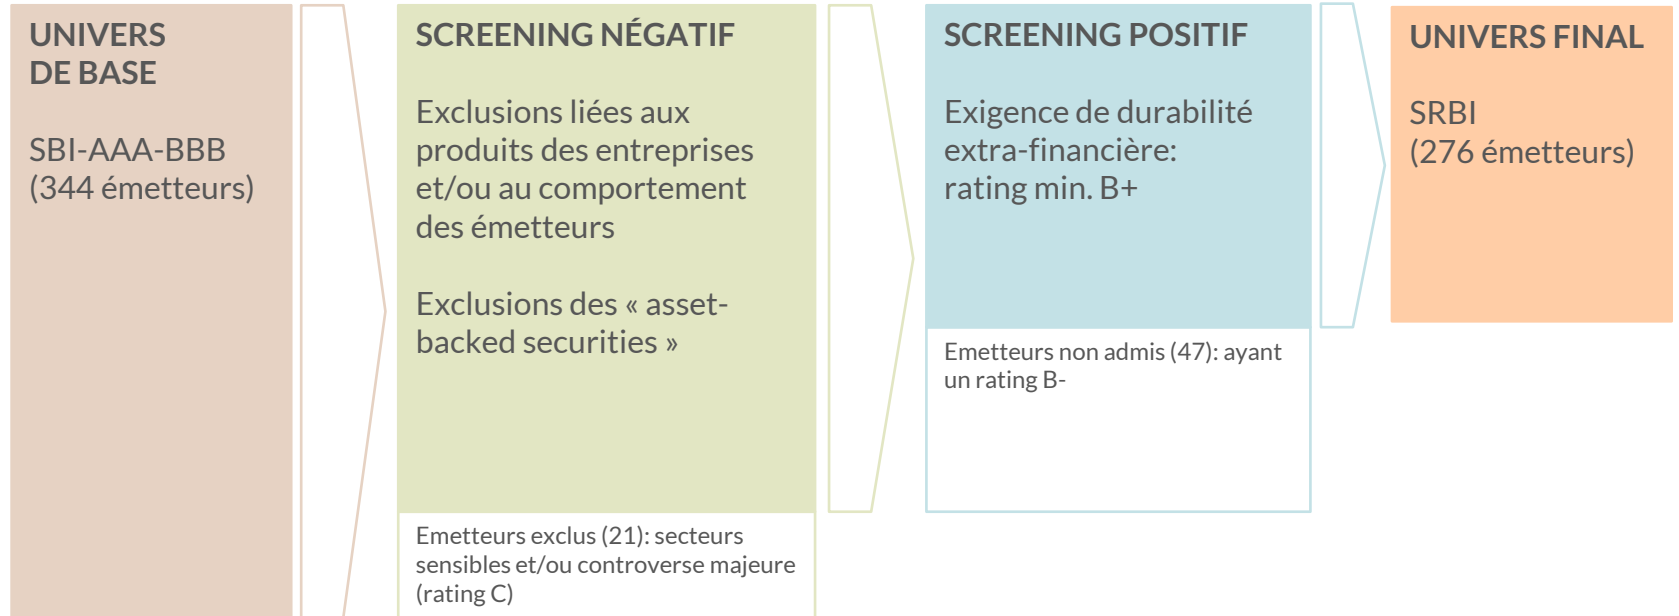 UNIVERS
DE BASE
SBI-AAA-BBB
(344 émetteurs)
SCREENING NÉGATIF
Exclusions liées aux
produits des entreprises
et/ou au comportement
des émetteurs
Exclusions des « asset-
backed securities »
Emetteurs exclus (21): secteurs
sensibles et/ou controverse majeure
(rating C)
SCREENING POSITIF
Exigence de durabilité
extra-financière:
rating min. B+
Emetteurs non admis (47): ayant
un rating B-
UNIVERS FINAL
SRBI
(276 émetteurs)